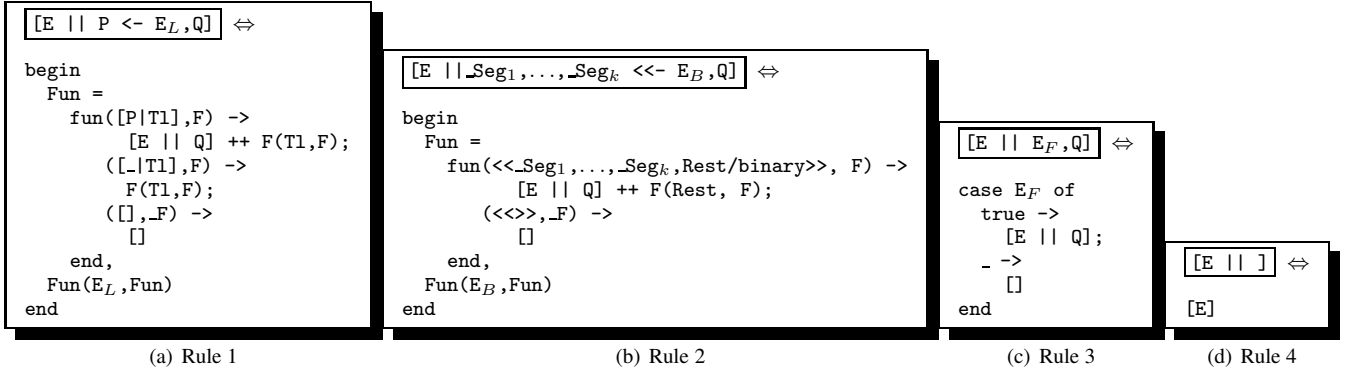 [E || P <- E_L,Q] ⇔
begin
  Fun =
    fun([P|Tl],F) ->
         [E || Q] ++ F(Tl,F);
       ([_|Tl],F) ->
         F(Tl,F);
       ([],_F) ->
         []
    end,
  Fun(E_L,Fun)
end
(a) Rule 1
[E ||_Seg_1,...,_Seg_k <<- E_B,Q] ⇔
begin
  Fun =
    fun(<<_Seg_1,...,_Seg_k,Rest/binary>>, F) ->
          [E || Q] ++ F(Rest, F);
       (<<>>,_F) ->
          []
    end,
  Fun(E_B,Fun)
end
(b) Rule 2
[E || E_F,Q] ⇔
case E_F of
  true ->
    [E || Q];
  _ ->
    []
end
(c) Rule 3
[E || ] ⇔
[E]
(d) Rule 4